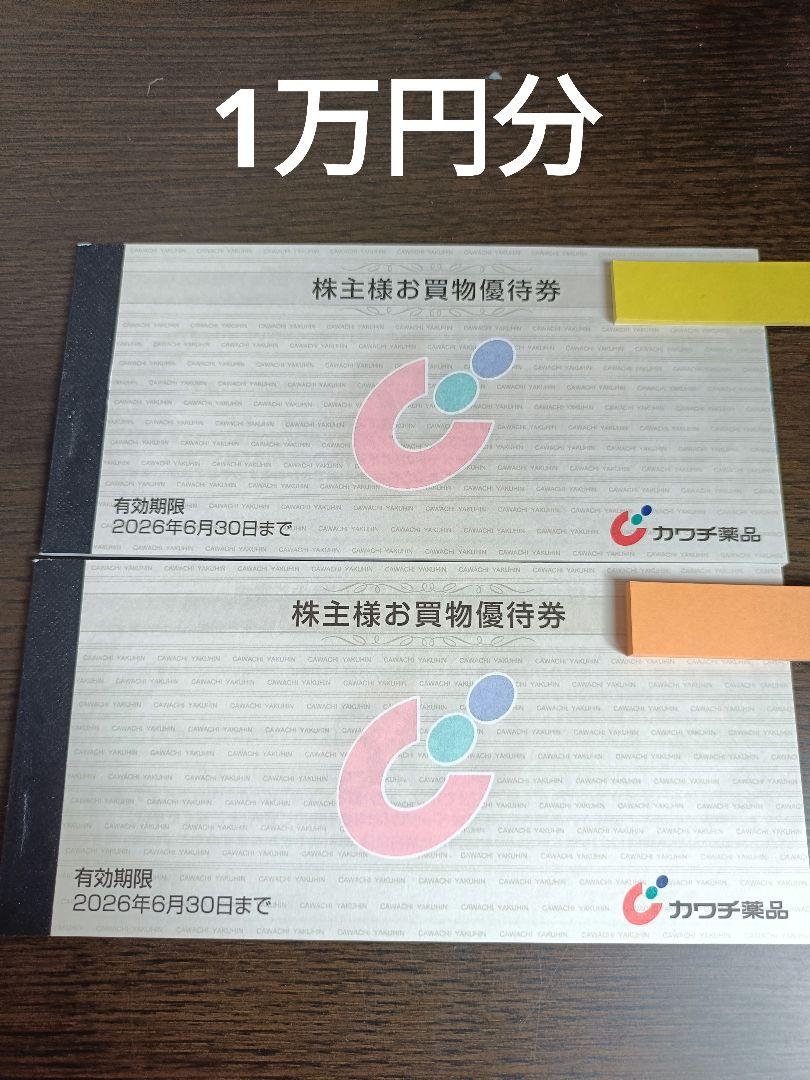 1万円分
株主様お買物優待券
有効期限
2026年6月30日まで
カワチ薬品
株主様お買物優待券
有効期限
2026年6月30日まで
カワチ薬品
CAWACHI YAKUHIN